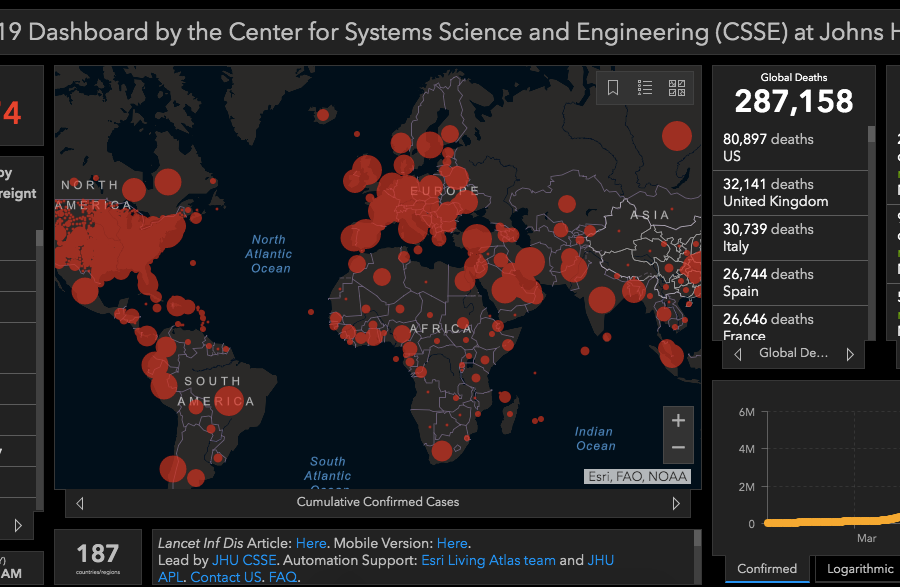 19 Dashboard by the Center for Systems Science and Engineering (CSSE) at Johns H
4
by
reignt
AM
NORTH
AMERICA
EUROPE
ASIA
North
Atlantic
Ocean
AFRICA
SOUTH
AMERICA
Indian
Ocean
South
Atlantic
Ocean
+
−
Esri, FAO, NOAA
Cumulative Confirmed Cases
Global Deaths
287,158
80,897 deaths
US
32,141 deaths
United Kingdom
30,739 deaths
Italy
26,744 deaths
Spain
26,646 deaths
France
Global De...
6M
4M
2M
0
Mar
Confirmed
Logarithmic
187
countries/regions
Lancet Inf Dis Article: Here. Mobile Version: Here.
Lead by JHU CSSE. Automation Support: Esri Living Atlas team and JHU
APL. Contact US. FAQ.